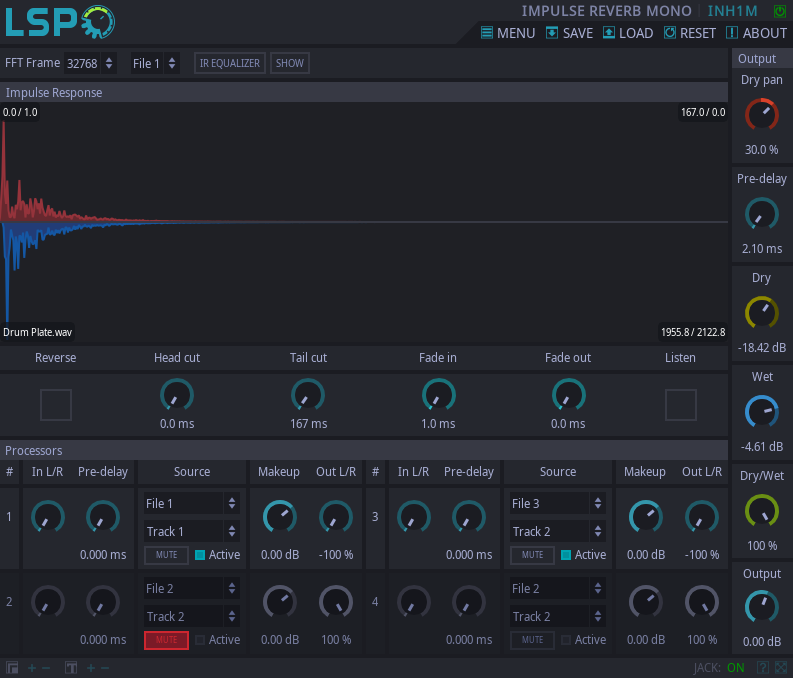 LSP
IMPULSE REVERB MONO INH1M
MENU SAVE LOAD RESET ABOUT
FFT Frame 32768 File 1 IR EQUALIZER SHOW
Impulse Response
0.0 / 1.0 167.0 / 0.0
Drum Plate.wav 1955.8 / 2122.8
Reverse Head cut Tail cut Fade in Fade out Listen
0.0 ms 167 ms 1.0 ms 0.0 ms
Processors
# In L/R Pre-delay Source Makeup Out L/R # In L/R Pre-delay Source Makeup Out L/R
1 File 1 3 File 3
Track 1 Track 2
0.000 ms MUTE Active 0.00 dB -100 % 0.000 ms MUTE Active 0.00 dB -100 %
2 File 2 4 File 2
Track 2 Track 2
0.000 ms MUTE Active 0.00 dB 100 % 0.000 ms MUTE Active 0.00 dB 100 %
Output
Dry pan
30.0 %
Pre-delay
2.10 ms
Dry
-18.42 dB
Wet
-4.61 dB
Dry/Wet
100 %
Output
0.00 dB
+ − T + − JACK: ON ?